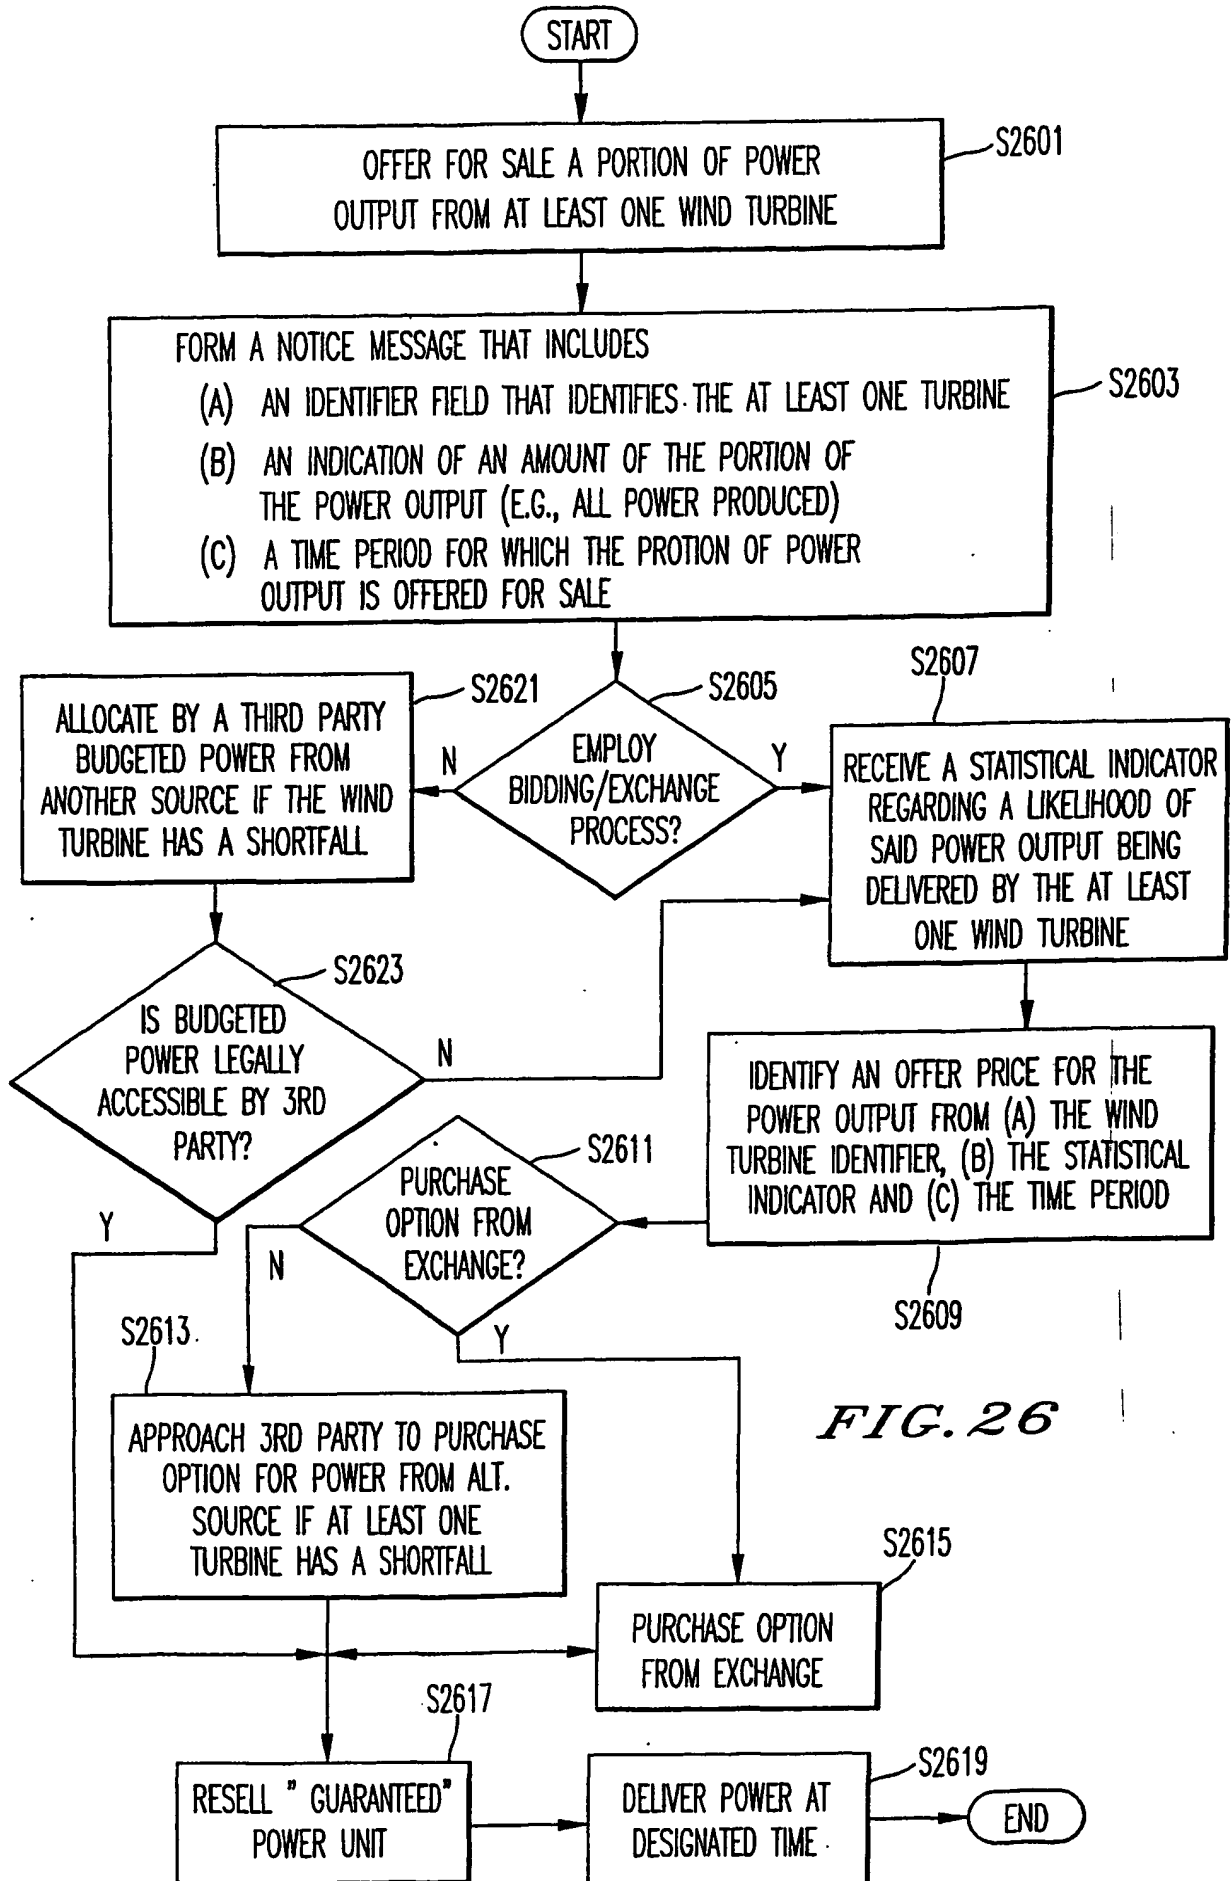 START
S2601
OFFER FOR SALE A PORTION OF POWER
OUTPUT FROM AT LEAST ONE WIND TURBINE
FORM A NOTICE MESSAGE THAT INCLUDES
(A) AN IDENTIFIER FIELD THAT IDENTIFIES THE AT LEAST ONE TURBINE
(B) AN INDICATION OF AN AMOUNT OF THE PORTION OF
THE POWER OUTPUT (E.G., ALL POWER PRODUCED)
(C) A TIME PERIOD FOR WHICH THE PROTION OF POWER
OUTPUT IS OFFERED FOR SALE
S2603
S2621
ALLOCATE BY A THIRD PARTY
BUDGETED POWER FROM
ANOTHER SOURCE IF THE WIND
TURBINE HAS A SHORTFALL
S2605
N
EMPLOY
BIDDING/EXCHANGE
PROCESS?
Y
S2607
RECEIVE A STATISTICAL INDICATOR
REGARDING A LIKELIHOOD OF
SAID POWER OUTPUT BEING
DELIVERED BY THE AT LEAST
ONE WIND TURBINE
S2623
IS BUDGETED
POWER LEGALLY
ACCESSIBLE BY 3RD
PARTY?
N
Y
IDENTIFY AN OFFER PRICE FOR THE
POWER OUTPUT FROM (A) THE WIND
TURBINE IDENTIFIER, (B) THE STATISTICAL
INDICATOR AND (C) THE TIME PERIOD
S2609
S2611
PURCHASE
OPTION FROM
EXCHANGE?
N
Y
S2613
APPROACH 3RD PARTY TO PURCHASE
OPTION FOR POWER FROM ALT.
SOURCE IF AT LEAST ONE
TURBINE HAS A SHORTFALL
FIG. 26
S2615
PURCHASE OPTION
FROM EXCHANGE
S2617
RESELL " GUARANTEED"
POWER UNIT
S2619
DELIVER POWER AT
DESIGNATED TIME
END